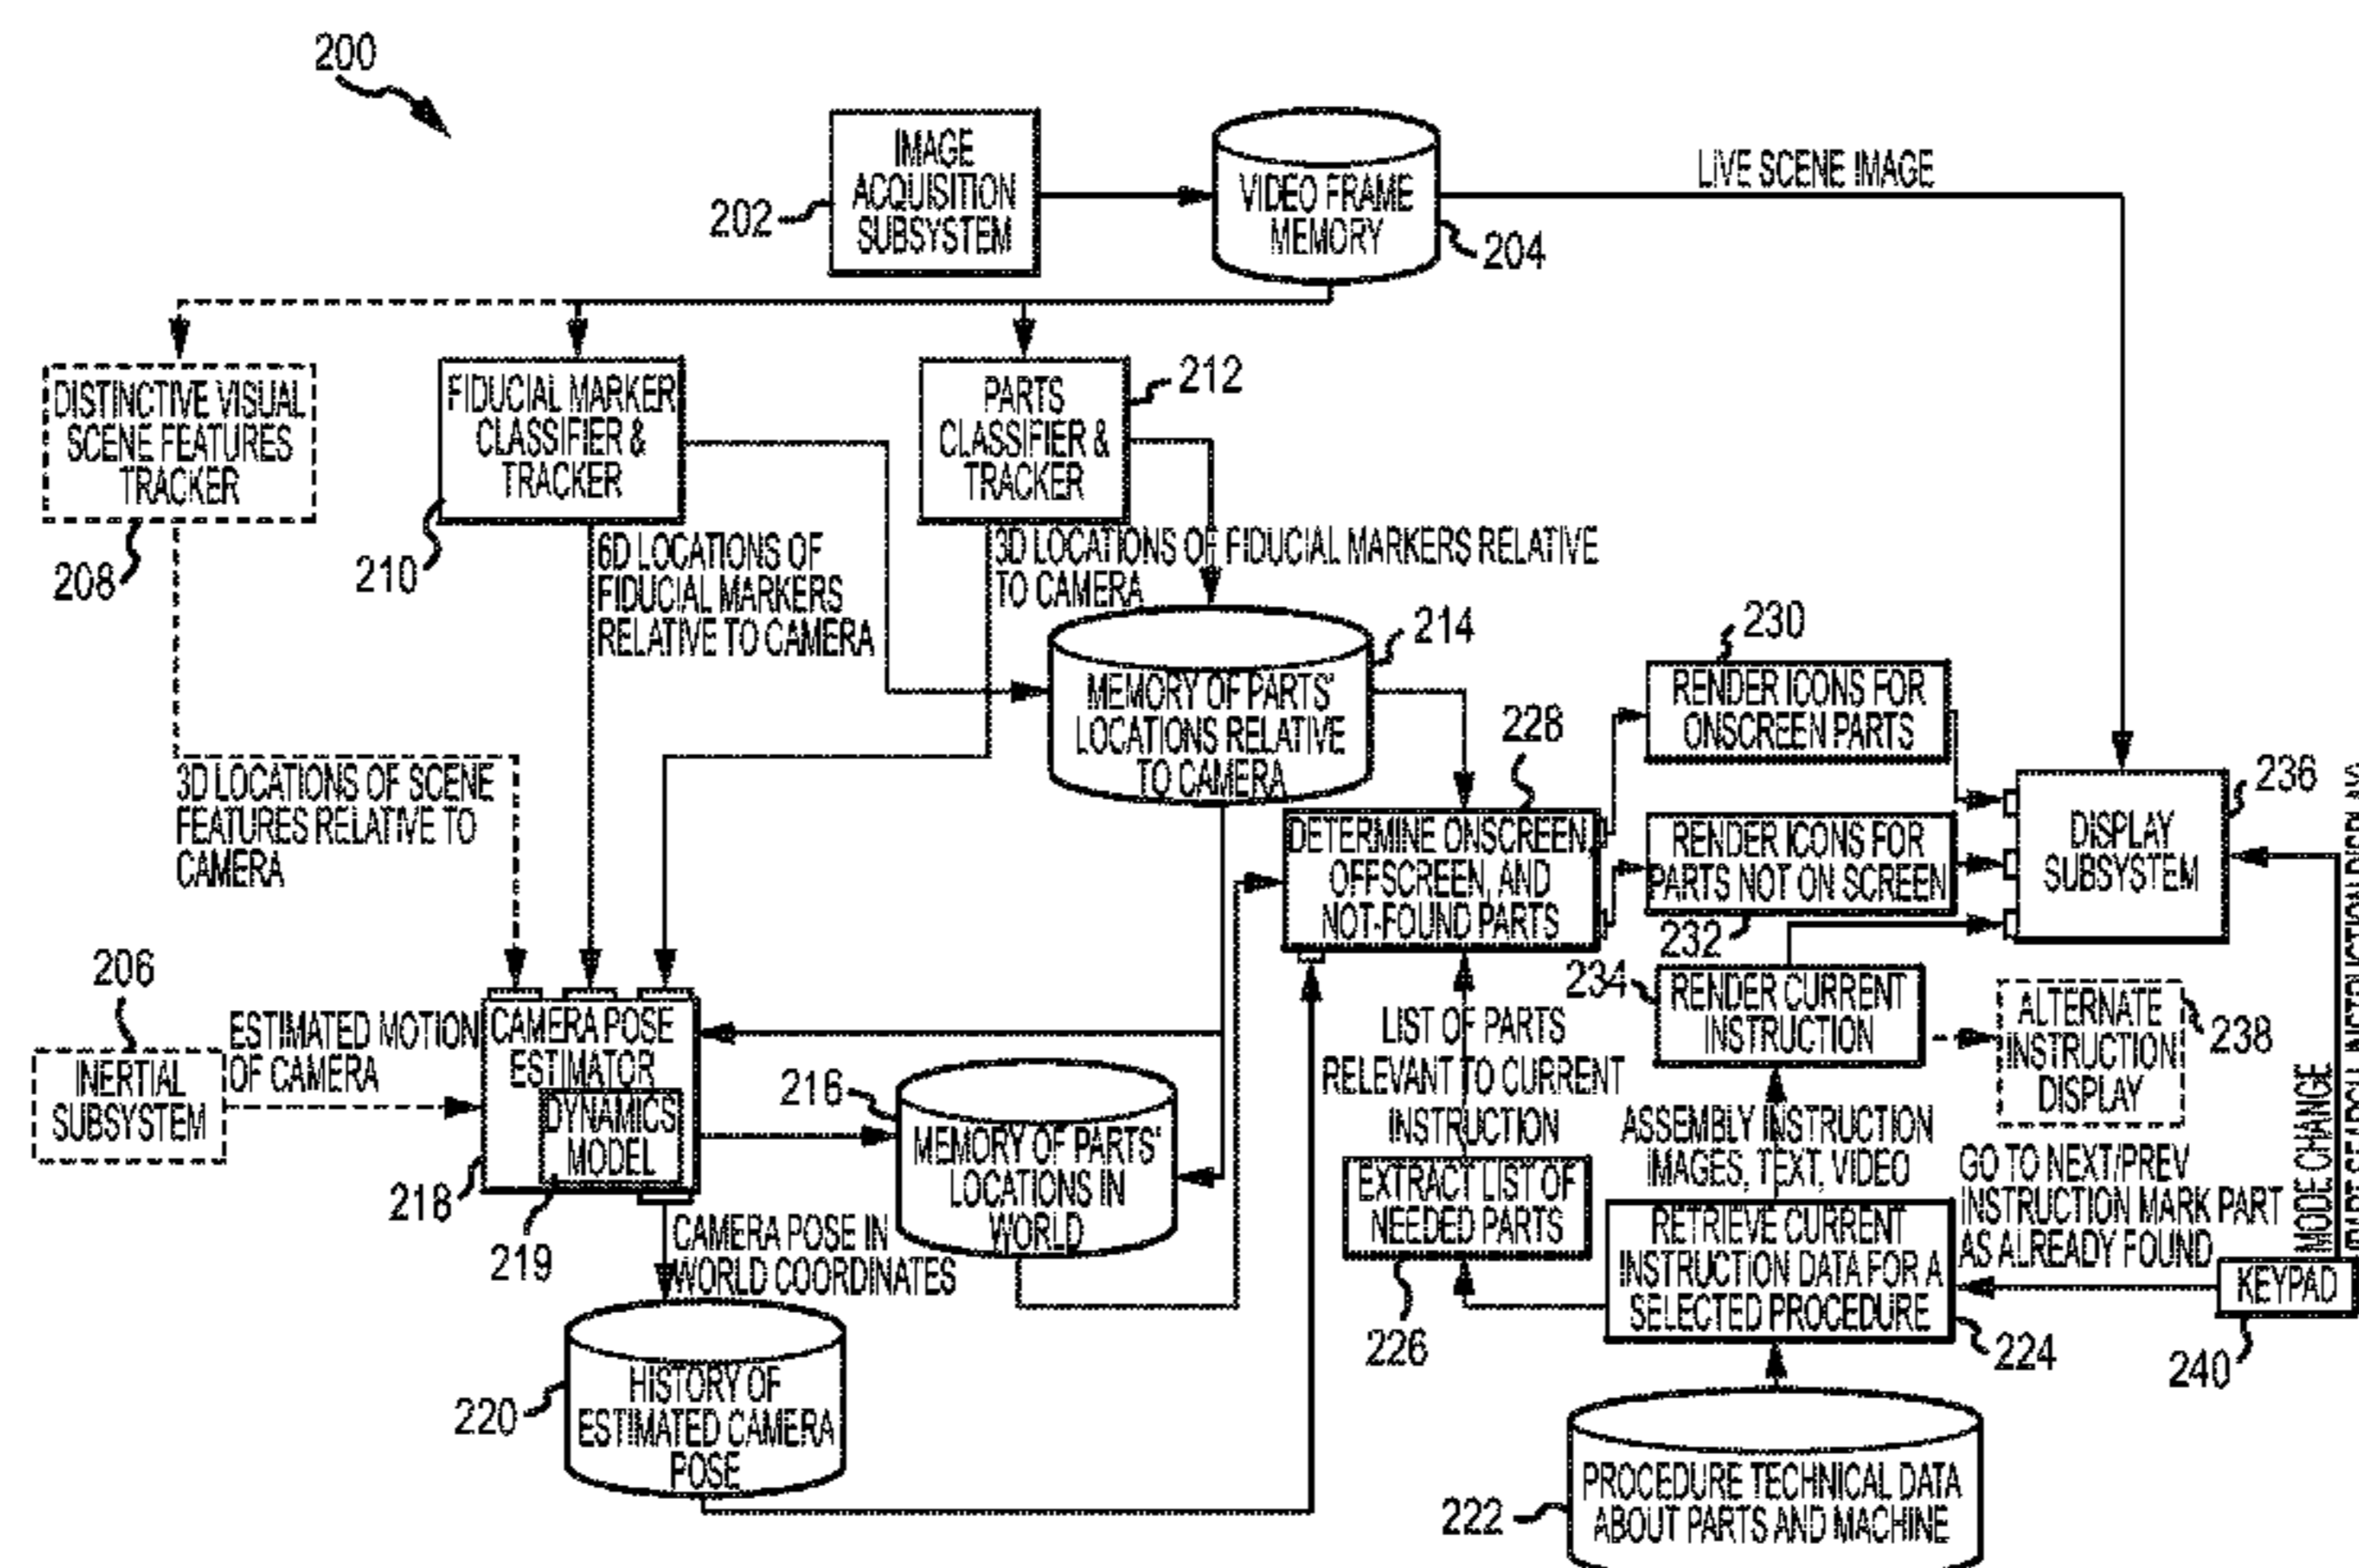 200
IMAGE
ACQUISITION
SUBSYSTEM
202
VIDEO FRAME
MEMORY
204
LIVE SCENE IMAGE
DISTINCTIVE VISUAL
SCENE FEATURES
TRACKER
208
FIDUCIAL MARKER
CLASSIFIER &
TRACKER
210
PARTS
CLASSIFIER &
TRACKER
212
6D LOCATIONS OF
FIDUCIAL MARKERS
RELATIVE TO CAMERA
3D LOCATIONS OF FIDUCIAL MARKERS RELATIVE
TO CAMERA
MEMORY OF PARTS'
LOCATIONS RELATIVE
TO CAMERA
214
3D LOCATIONS OF SCENE
FEATURES RELATIVE TO
CAMERA
228
DETERMINE ONSCREEN,
OFFSCREEN, AND
NOT-FOUND PARTS
230
RENDER ICONS FOR
ONSCREEN PARTS
RENDER ICONS FOR
PARTS NOT ON SCREEN
232
DISPLAY
SUBSYSTEM
236
206
INERTIAL
SUBSYSTEM
ESTIMATED MOTION
OF CAMERA
CAMERA POSE
ESTIMATOR
DYNAMICS
MODEL
218
219
216
MEMORY OF PARTS'
LOCATIONS IN
WORLD
CAMERA POSE IN
WORLD COORDINATES
HISTORY OF
ESTIMATED CAMERA
POSE
220
LIST OF PARTS
RELEVANT TO CURRENT
INSTRUCTION
EXTRACT LIST OF
NEEDED PARTS
226
234
RENDER CURRENT
INSTRUCTION
ALTERNATE
INSTRUCTION
DISPLAY
238
ASSEMBLY INSTRUCTION
IMAGES, TEXT, VIDEO
RETRIEVE CURRENT
INSTRUCTION DATA FOR A
SELECTED PROCEDURE
224
GO TO NEXT/PREV
INSTRUCTION MARK PART
AS ALREADY FOUND
MODE CHANGE
KEYPAD
240
PROCEDURE TECHNICAL DATA
ABOUT PARTS AND MACHINE
222